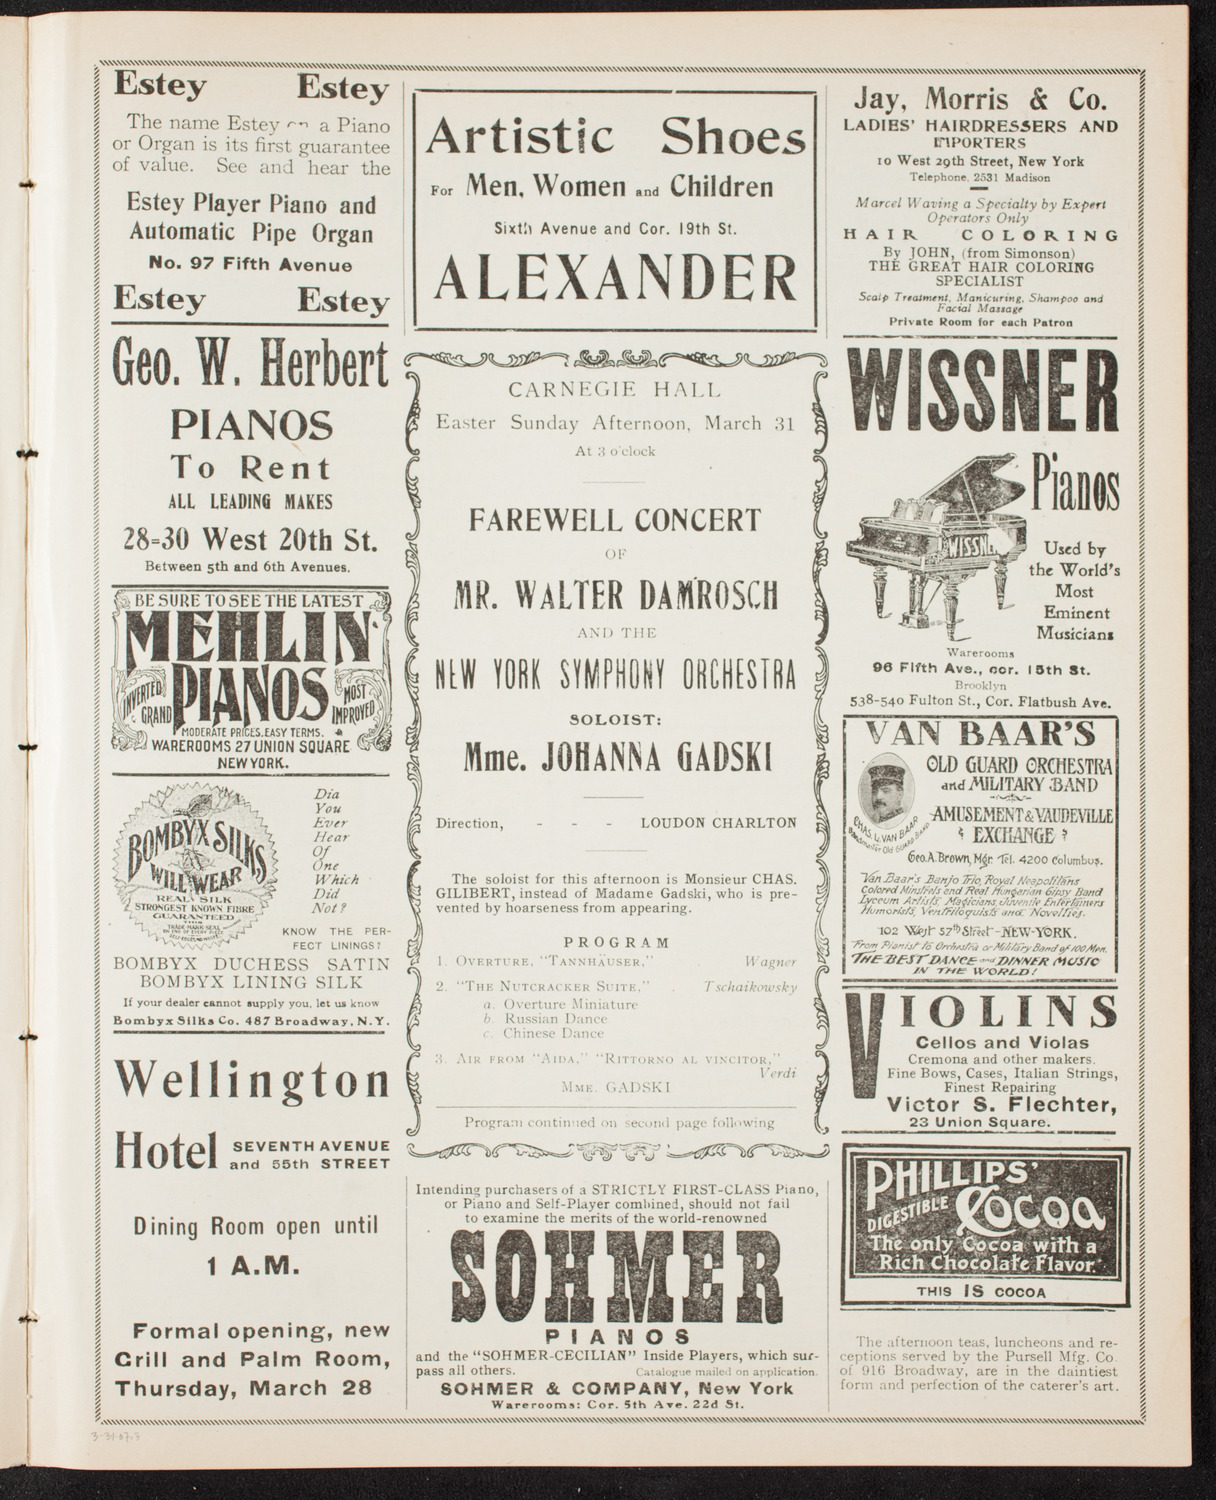 Estey Estey
The name Estey on a Piano
or Organ is its first guarantee
of value. See and hear the
Estey Player Piano and
Automatic Pipe Organ
No. 97 Fifth Avenue
Estey Estey
Geo. W. Herbert
PIANOS
To Rent
ALL LEADING MAKES
28=30 West 20th St.
Between 5th and 6th Avenues.
BE SURE TO SEE THE LATEST
MEHLIN
PIANOS
INVERTED
GRAND
MOST
IMPROVED
MODERATE PRICES. EASY TERMS.
WAREROOMS 27 UNION SQUARE
NEW YORK.
BOMBYX SILKS
WILL WEAR
REAL SILK
STRONGEST KNOWN FIBRE
GUARANTEED
Dia
You
Ever
Hear
Of
One
Which
Did
Not?
KNOW THE PER-
FECT LININGS?
BOMBYX DUCHESS SATIN
BOMBYX LINING SILK
If your dealer cannot supply you, let us know
Bombyx Silks Co. 487 Broadway, N.Y.
Wellington
Hotel SEVENTH AVENUE
and 55th STREET
Dining Room open until
1 A.M.
Formal opening, new
Grill and Palm Room,
Thursday, March 28
Artistic Shoes
For Men, Women and Children
Sixth Avenue and Cor. 19th St.
ALEXANDER
CARNEGIE HALL
Easter Sunday Afternoon, March 31
At 3 o'clock
FAREWELL CONCERT
OF
MR. WALTER DAMROSCH
AND THE
NEW YORK SYMPHONY ORCHESTRA
SOLOIST:
Mme. JOHANNA GADSKI
Direction, - - - LOUDON CHARLTON
The soloist for this afternoon is Monsieur CHAS.
GILIBERT, instead of Madame Gadski, who is pre-
vented by hoarseness from appearing.
PROGRAM
1. OVERTURE, "TANNHÄUSER," . Wagner
2. "THE NUTCRACKER SUITE," . Tschaikowsky
a. Overture Miniature
b. Russian Dance
c. Chinese Dance
3. AIR FROM "AIDA," "RITTORNO AL VINCITOR,"
Verdi
MME. GADSKI
Program continued on second page following
Intending purchasers of a STRICTLY FIRST-CLASS Piano,
or Piano and Self-Player combined, should not fail
to examine the merits of the world-renowned
SOHMER
PIANOS
and the "SOHMER-CECILIAN" Inside Players, which sur-
pass all others. Catalogue mailed on application.
SOHMER & COMPANY, New York
Warerooms: Cor. 5th Ave. 22d St.
Jay, Morris & Co.
LADIES' HAIRDRESSERS AND
IMPORTERS
10 West 29th Street, New York
Telephone, 2531 Madison
Marcel Waving a Specialty by Expert
Operators Only
HAIR COLORING
By JOHN, (from Simonson)
THE GREAT HAIR COLORING
SPECIALIST
Scalp Treatment, Manicuring, Shampoo and
Facial Massage
Private Room for each Patron
WISSNER
Pianos
WISSNER
Used by
the World's
Most
Eminent
Musicians
Warerooms
96 Fifth Ave., cor. 15th St.
Brooklyn
538-540 Fulton St., Cor. Flatbush Ave.
VAN BAAR'S
OLD GUARD ORCHESTRA
and MILITARY BAND
AMUSEMENT & VAUDEVILLE
EXCHANGE
CHAS. L. VAN BAAR
Bandmaster Old Guard Band
Geo. A. Brown, Mgr. Tel. 4200 Columbus.
Van Baar's Banjo Trio, Royal Neapolitans
Colored Minstrels and Real Hungarian Gipsy Band
Lyceum Artists, Magicians, Juvenile Entertainers
Humorists, Ventriloquists and Novelties.
102 West 57th Street - NEW-YORK.
From Pianist to Orchestra or Military Band of 100 Men.
THE BEST DANCE and DINNER MUSIC
IN THE WORLD!
VIOLINS
Cellos and Violas
Cremona and other makers.
Fine Bows, Cases, Italian Strings,
Finest Repairing
Victor S. Flechter,
23 Union Square.
PHILLIPS'
DIGESTIBLE
Cocoa
The only Cocoa with a
Rich Chocolate Flavor.
THIS IS COCOA
The afternoon teas, luncheons and re-
ceptions served by the Pursell Mfg. Co.
of 916 Broadway, are in the daintiest
form and perfection of the caterer's art.
3-31-07-3